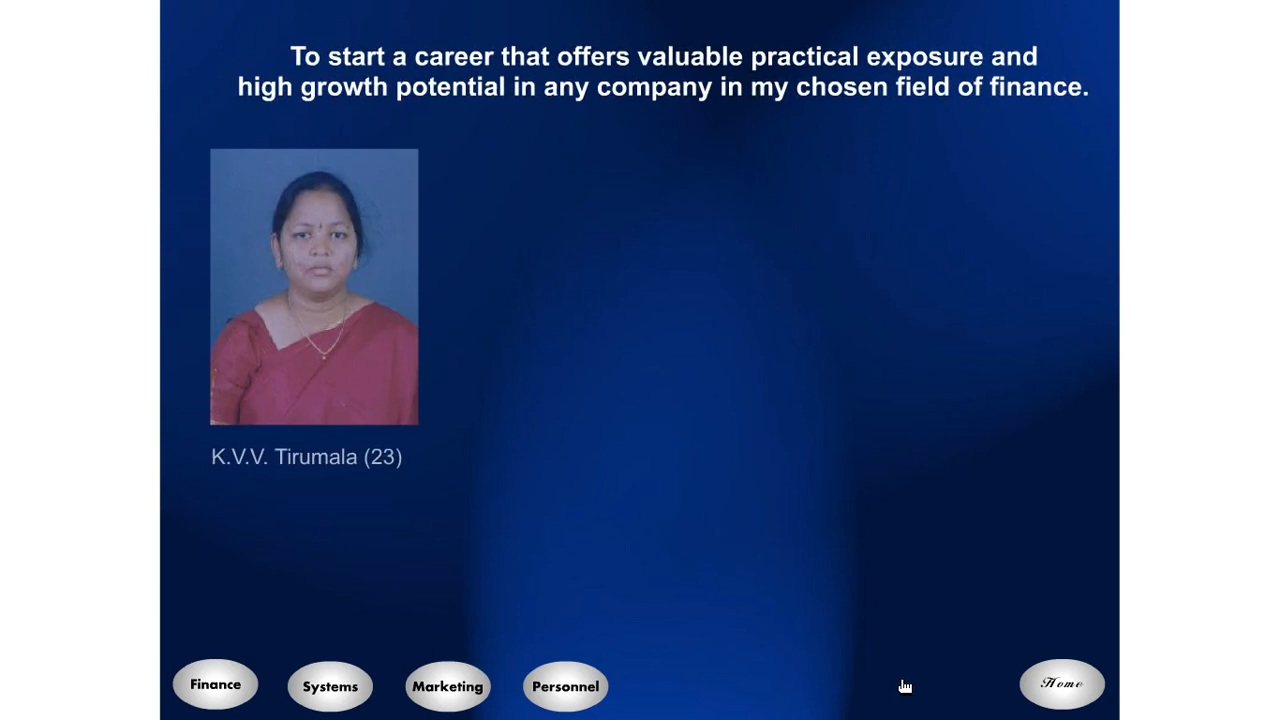 To start a career that offers valuable practical exposure and
high growth potential in any company in my chosen field of finance.
K.V.V. Tirumala (23)
Finance
Systems
Marketing
Personnel
Home